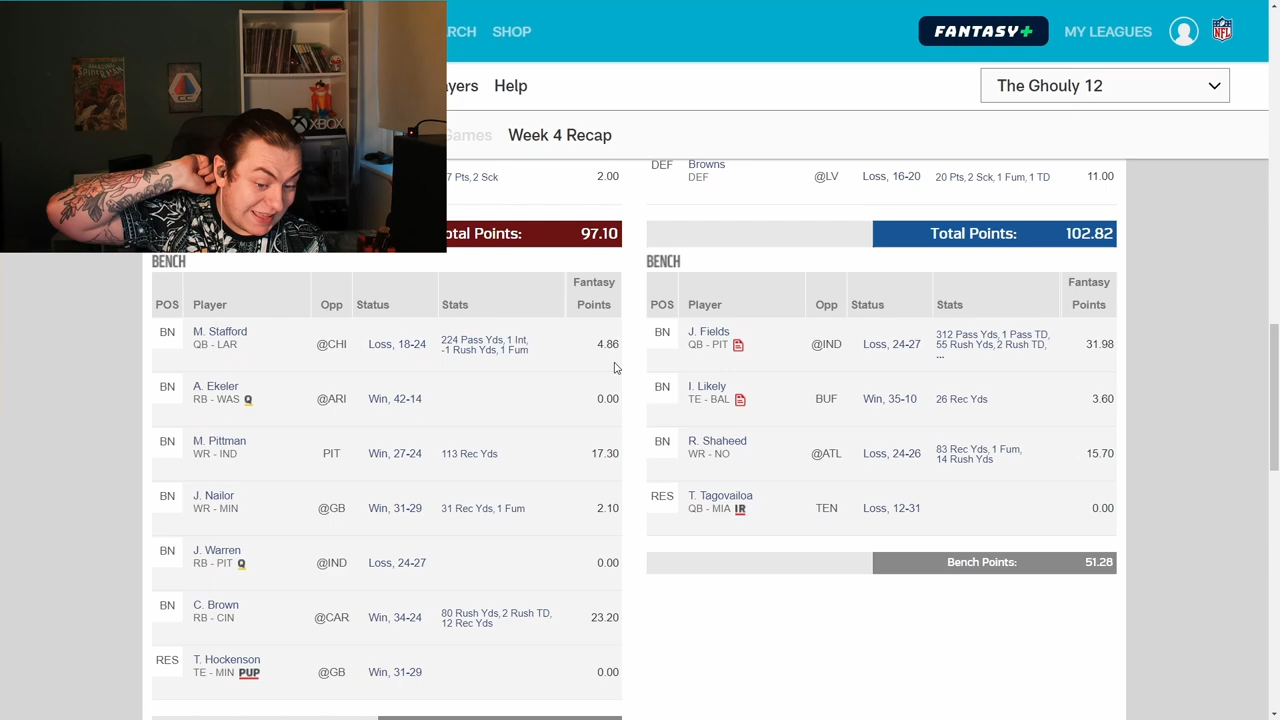 ARCH SHOP FANTASY+ MY LEAGUES NFL
ayers Help The Ghouly 12
Games Week 4 Recap
XBOX
7 Pts, 2 Sck 2.00
DEF Browns DEF @LV Loss, 16-20 20 Pts, 2 Sck, 1 Fum, 1 TD 11.00
otal Points: 97.10
Total Points: 102.82
BENCH
POS Player Opp Status Stats Fantasy Points
BN M. Stafford QB - LAR @CHI Loss, 18-24 224 Pass Yds, 1 Int, -1 Rush Yds, 1 Fum 4.86
BN A. Ekeler RB - WAS Q @ARI Win, 42-14 0.00
BN M. Pittman WR - IND PIT Win, 27-24 113 Rec Yds 17.30
BN J. Nailor WR - MIN @GB Win, 31-29 31 Rec Yds, 1 Fum 2.10
BN J. Warren RB - PIT Q @IND Loss, 24-27 0.00
BN C. Brown RB - CIN @CAR Win, 34-24 80 Rush Yds, 2 Rush TD, 12 Rec Yds 23.20
RES T. Hockenson TE - MIN PUP @GB Win, 31-29 0.00
BENCH
POS Player Opp Status Stats Fantasy Points
BN J. Fields QB - PIT @IND Loss, 24-27 312 Pass Yds, 1 Pass TD, 55 Rush Yds, 2 Rush TD, ... 31.98
BN I. Likely TE - BAL BUF Win, 35-10 26 Rec Yds 3.60
BN R. Shaheed WR - NO @ATL Loss, 24-26 83 Rec Yds, 1 Fum, 14 Rush Yds 15.70
RES T. Tagovailoa QB - MIA IR TEN Loss, 12-31 0.00
Bench Points: 51.28